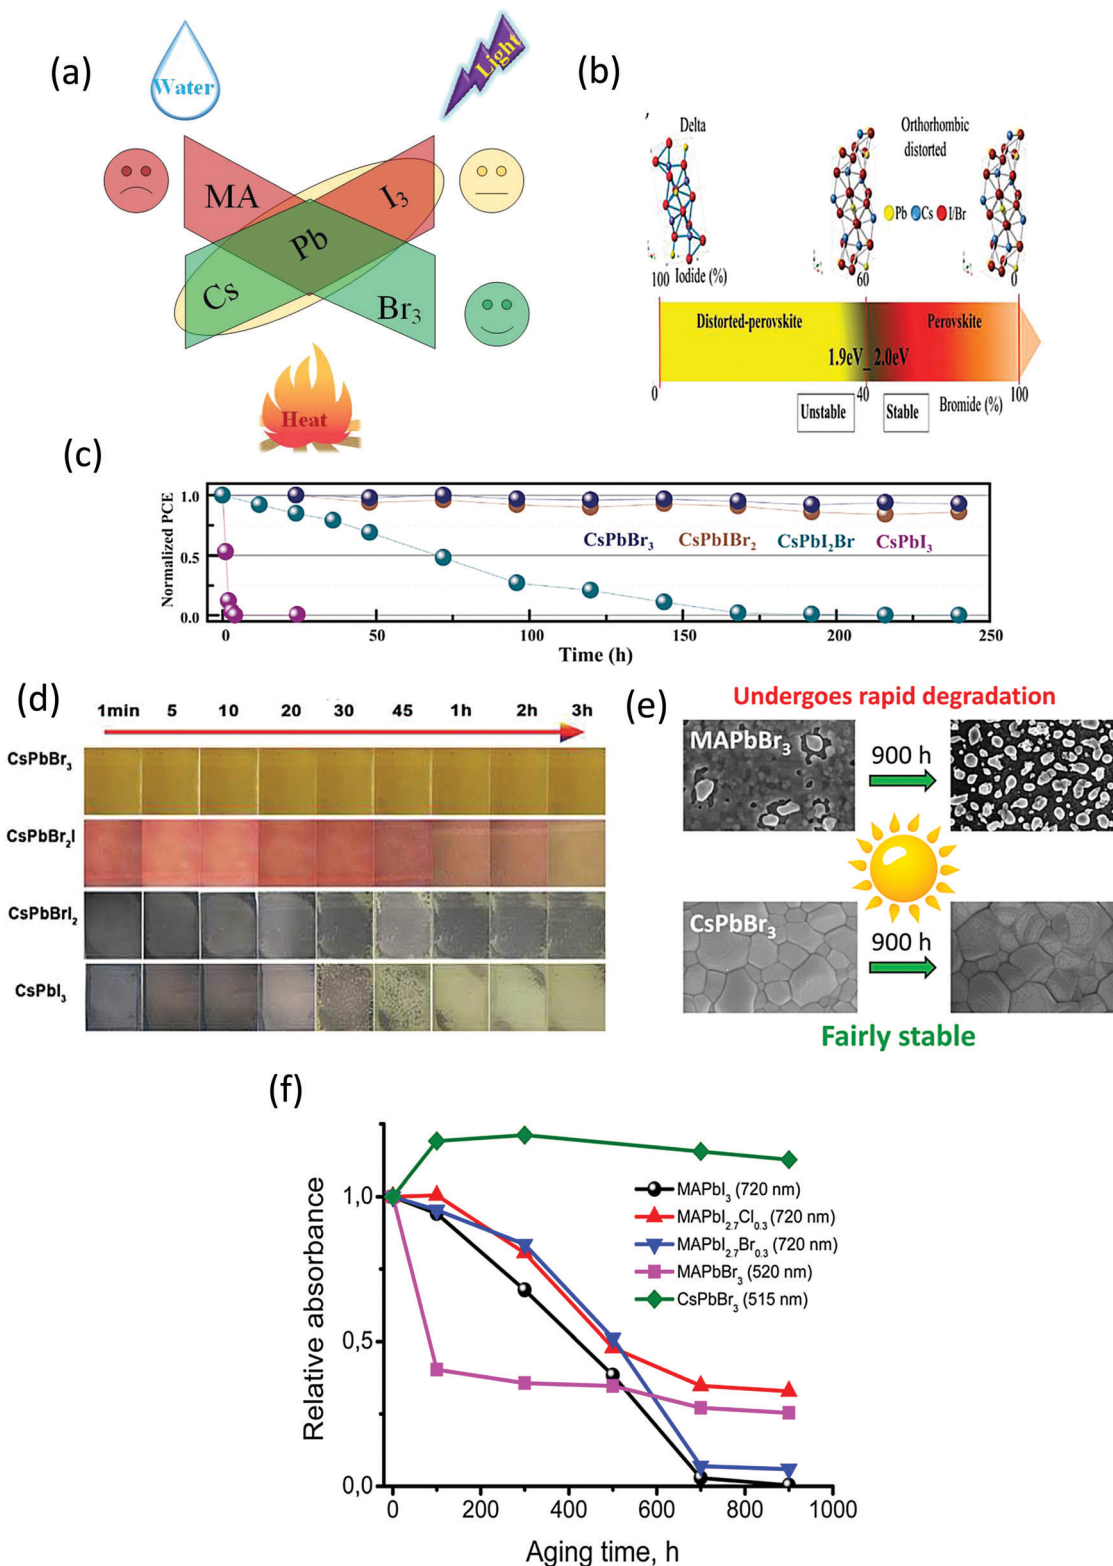 (a)
Water
Light
MA
I₃
Pb
Cs
Br₃
Heat
(b)
Delta
Orthorhombic
distorted
Pb Cs I/Br
100 Iodide (%) 60 0
Distorted-perovskite Perovskite
1.9eV_2.0eV
0 40 100
Unstable Stable Bromide (%)
(c)
Normalized PCE
1.0
0.5
0.0
CsPbBr₃ CsPbIBr₂ CsPbI₂Br CsPbI₃
0 50 100 150 200 250
Time (h)
(d)
1min 5 10 20 30 45 1h 2h 3h
CsPbBr₃
CsPbBr₂I
CsPbBrI₂
CsPbI₃
(e)
Undergoes rapid degradation
MAPbBr₃
900 h
CsPbBr₃
900 h
Fairly stable
(f)
Relative absorbance
1,0
0,5
0,0
MAPbI₃ (720 nm)
MAPbI₂.₇Cl₀.₃ (720 nm)
MAPbI₂.₇Br₀.₃ (720 nm)
MAPbBr₃ (520 nm)
CsPbBr₃ (515 nm)
0 200 400 600 800 1000
Aging time, h